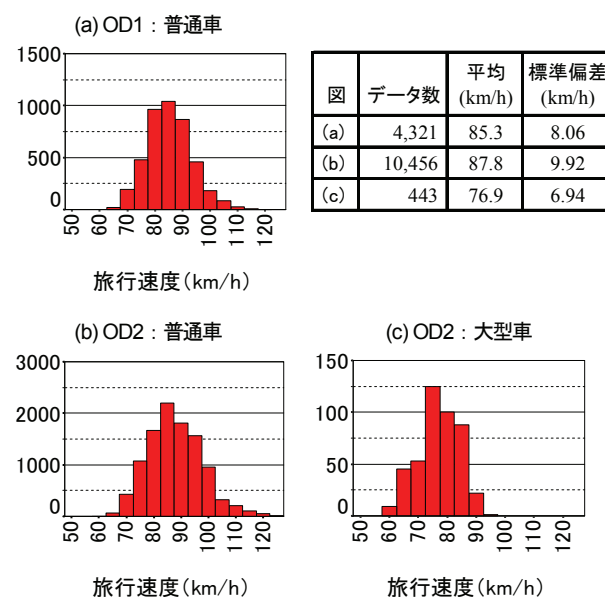 (a) OD1：普通車
1500
1000
500
0
50 60 70 80 90 100 110 120
旅行速度(km/h)
図 データ数 平均(km/h) 標準偏差(km/h)
(a) 4,321 85.3 8.06
(b) 10,456 87.8 9.92
(c) 443 76.9 6.94
(b) OD2：普通車
3000
2000
1000
0
50 60 70 80 90 100 110 120
旅行速度(km/h)
(c) OD2：大型車
150
100
50
0
50 60 70 80 90 100 110 120
旅行速度(km/h)